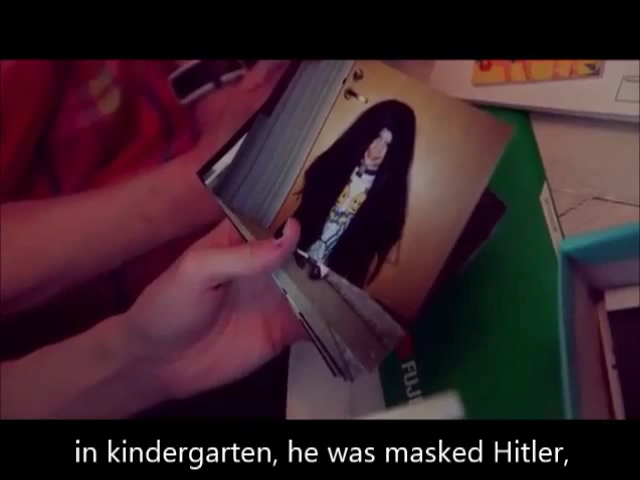 FUJI
in kindergarten, he was masked Hitler,